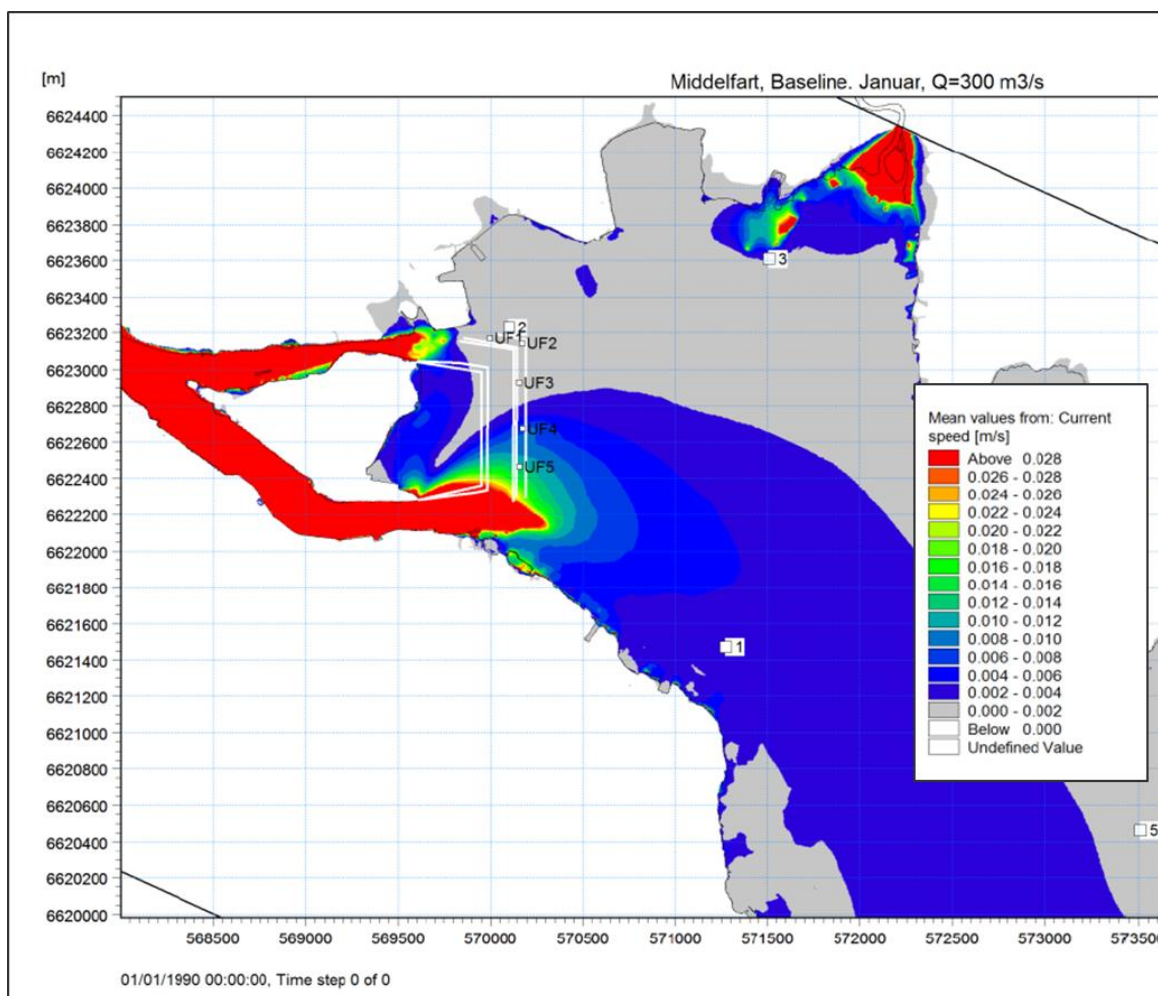 [m]
Middelfart, Baseline. Januar, Q=300 m3/s
6624400
6624200
6624000
6623800
6623600
6623400
6623200
6623000
6622800
6622600
6622400
6622200
6622000
6621800
6621600
6621400
6621200
6621000
6620800
6620600
6620400
6620200
6620000
3
2
UF1
UF2
UF3
UF4
UF5
1
5
Mean values from: Current
speed [m/s]
Above 0.028
0.026 - 0.028
0.024 - 0.026
0.022 - 0.024
0.020 - 0.022
0.018 - 0.020
0.016 - 0.018
0.014 - 0.016
0.012 - 0.014
0.010 - 0.012
0.008 - 0.010
0.006 - 0.008
0.004 - 0.006
0.002 - 0.004
0.000 - 0.002
Below 0.000
Undefined Value
568500 569000 569500 570000 570500 571000 571500 572000 572500 573000 57350
01/01/1990 00:00:00, Time step 0 of 0